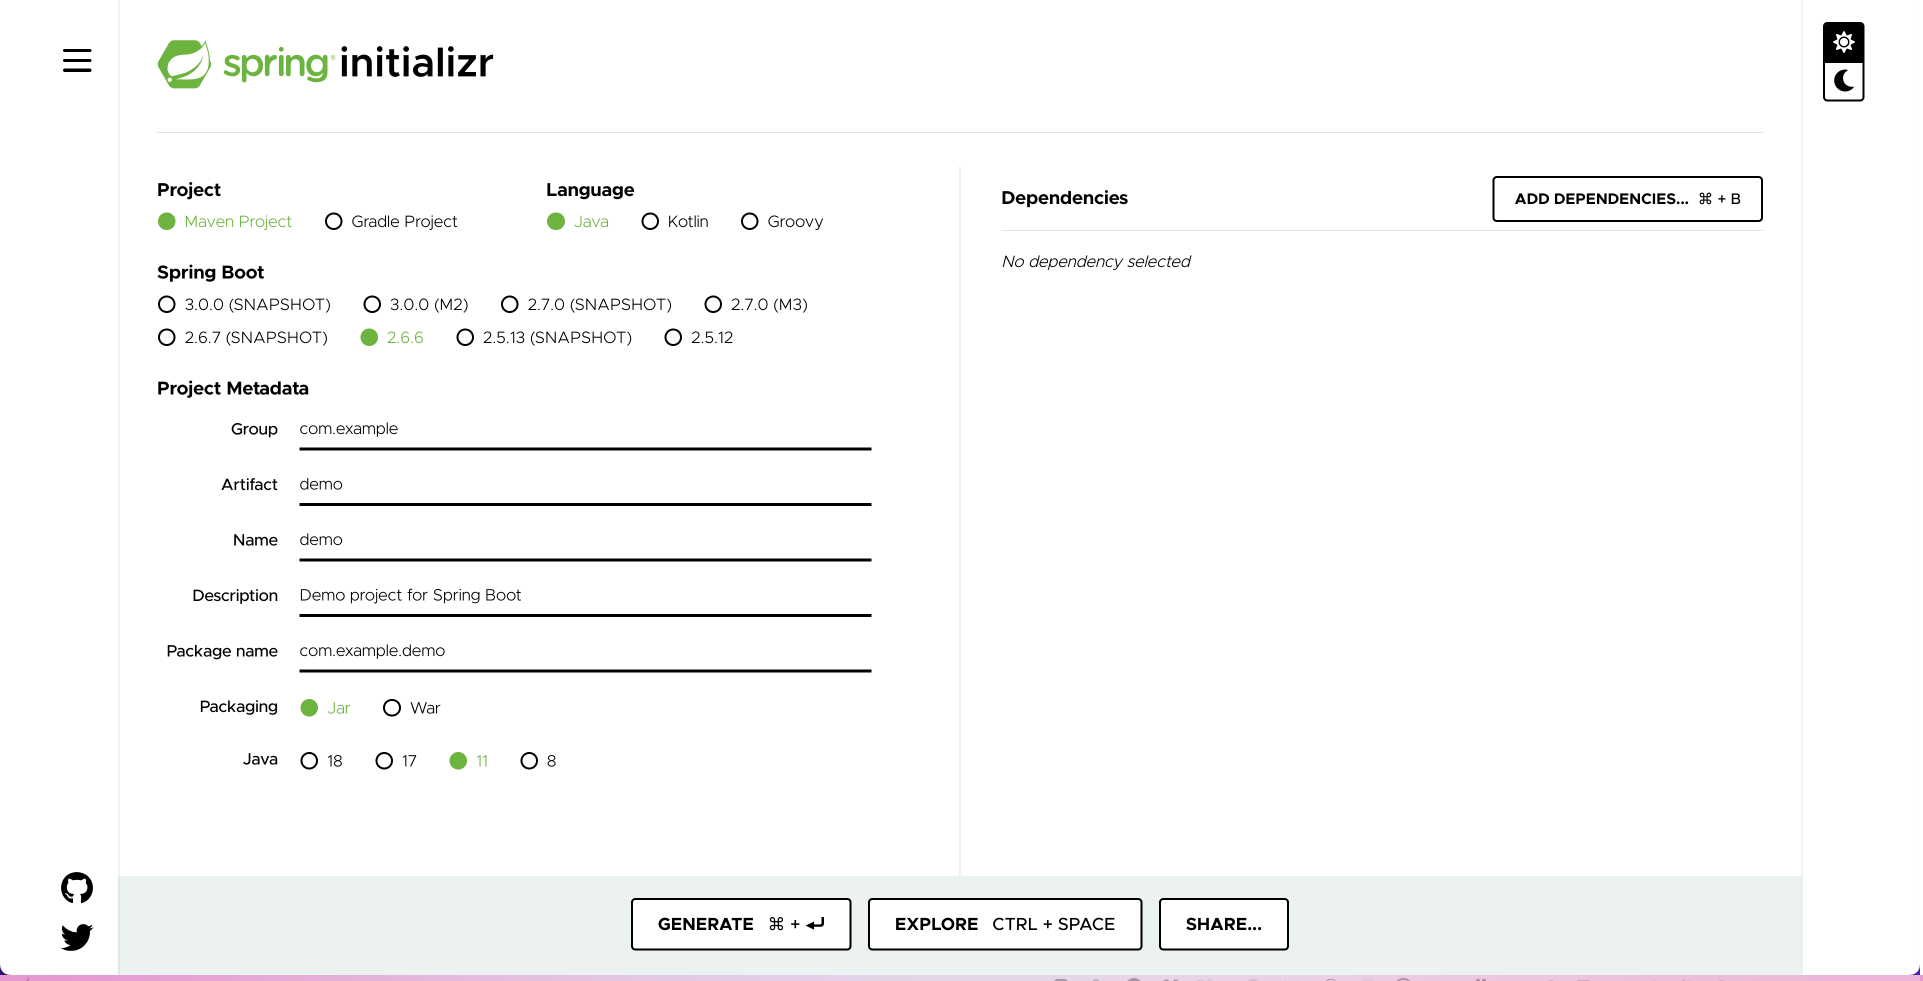 spring initializr
Project
Maven Project Gradle Project
Language
Java Kotlin Groovy
Spring Boot
3.0.0 (SNAPSHOT) 3.0.0 (M2) 2.7.0 (SNAPSHOT) 2.7.0 (M3)
2.6.7 (SNAPSHOT) 2.6.6 2.5.13 (SNAPSHOT) 2.5.12
Project Metadata
Group com.example
Artifact demo
Name demo
Description Demo project for Spring Boot
Package name com.example.demo
Packaging Jar War
Java 18 17 11 8
Dependencies
ADD DEPENDENCIES... ⌘ + B
No dependency selected
GENERATE ⌘ + ⏎
EXPLORE CTRL + SPACE
SHARE...